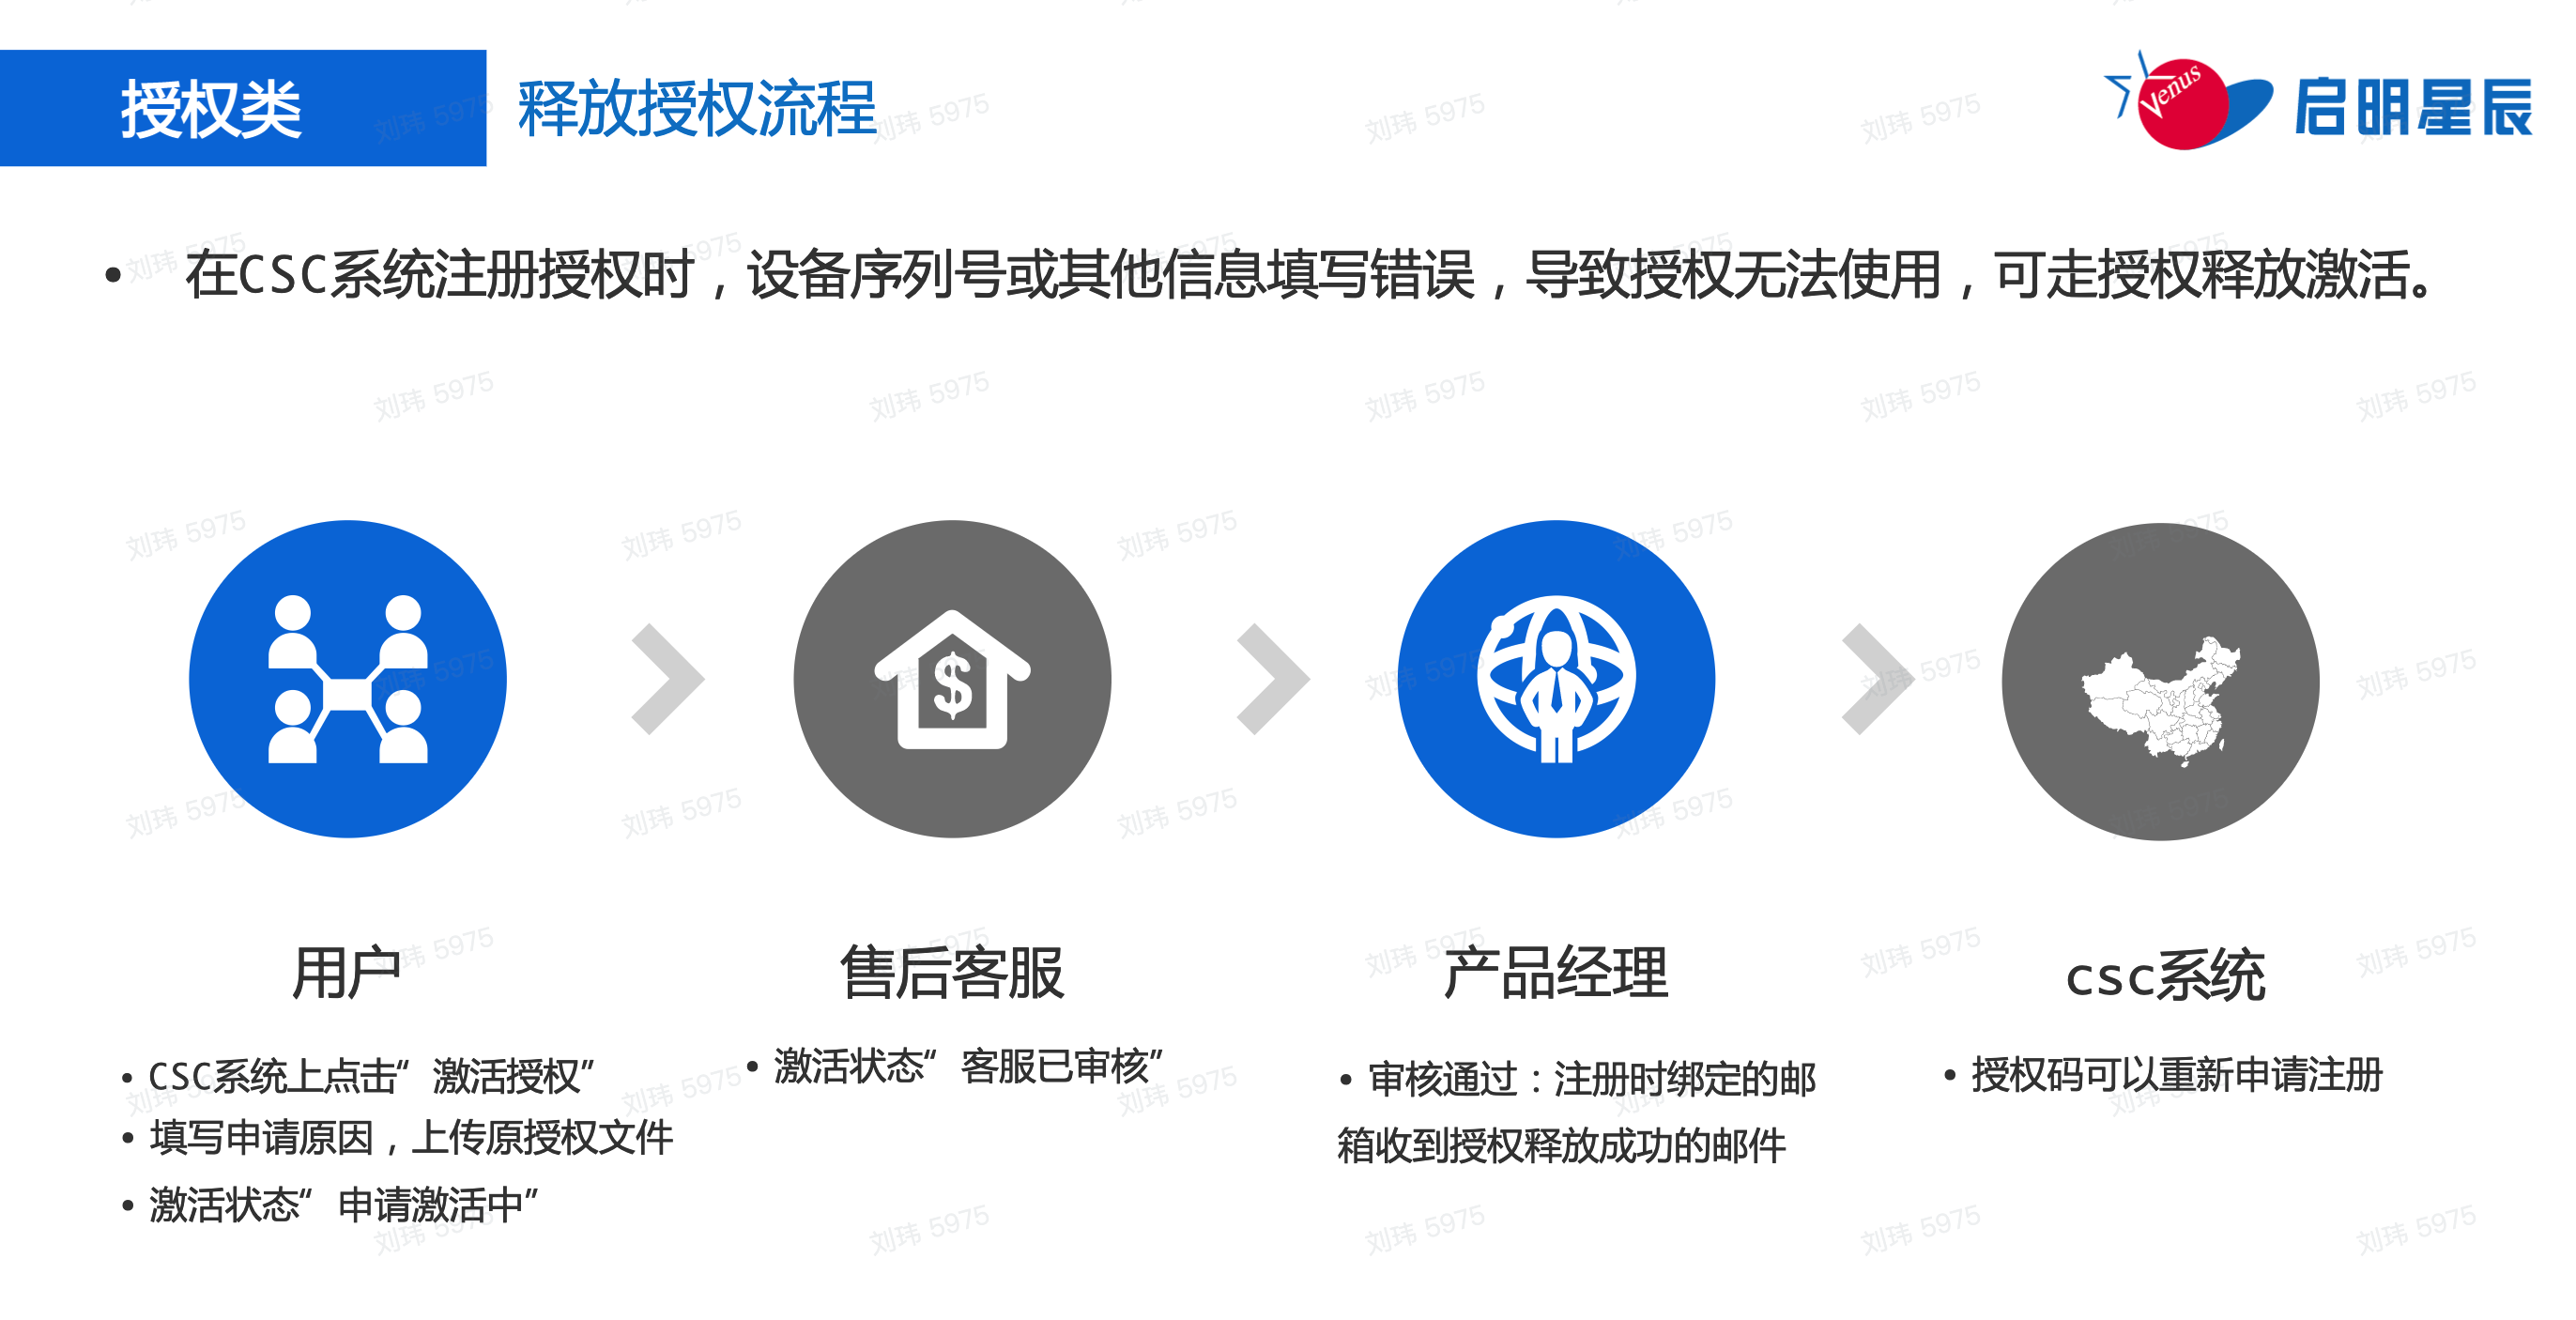 授权类
释放授权流程
Venus
启明星辰
• 在CSC系统注册授权时，设备序列号或其他信息填写错误，导致授权无法使用，可走授权释放激活。
用户
• CSC系统上点击“激活授权”
• 填写申请原因，上传原授权文件
• 激活状态“申请激活中”
售后客服
• 激活状态“客服已审核”
产品经理
• 审核通过：注册时绑定的邮
箱收到授权释放成功的邮件
csc系统
• 授权码可以重新申请注册
刘玮 5975